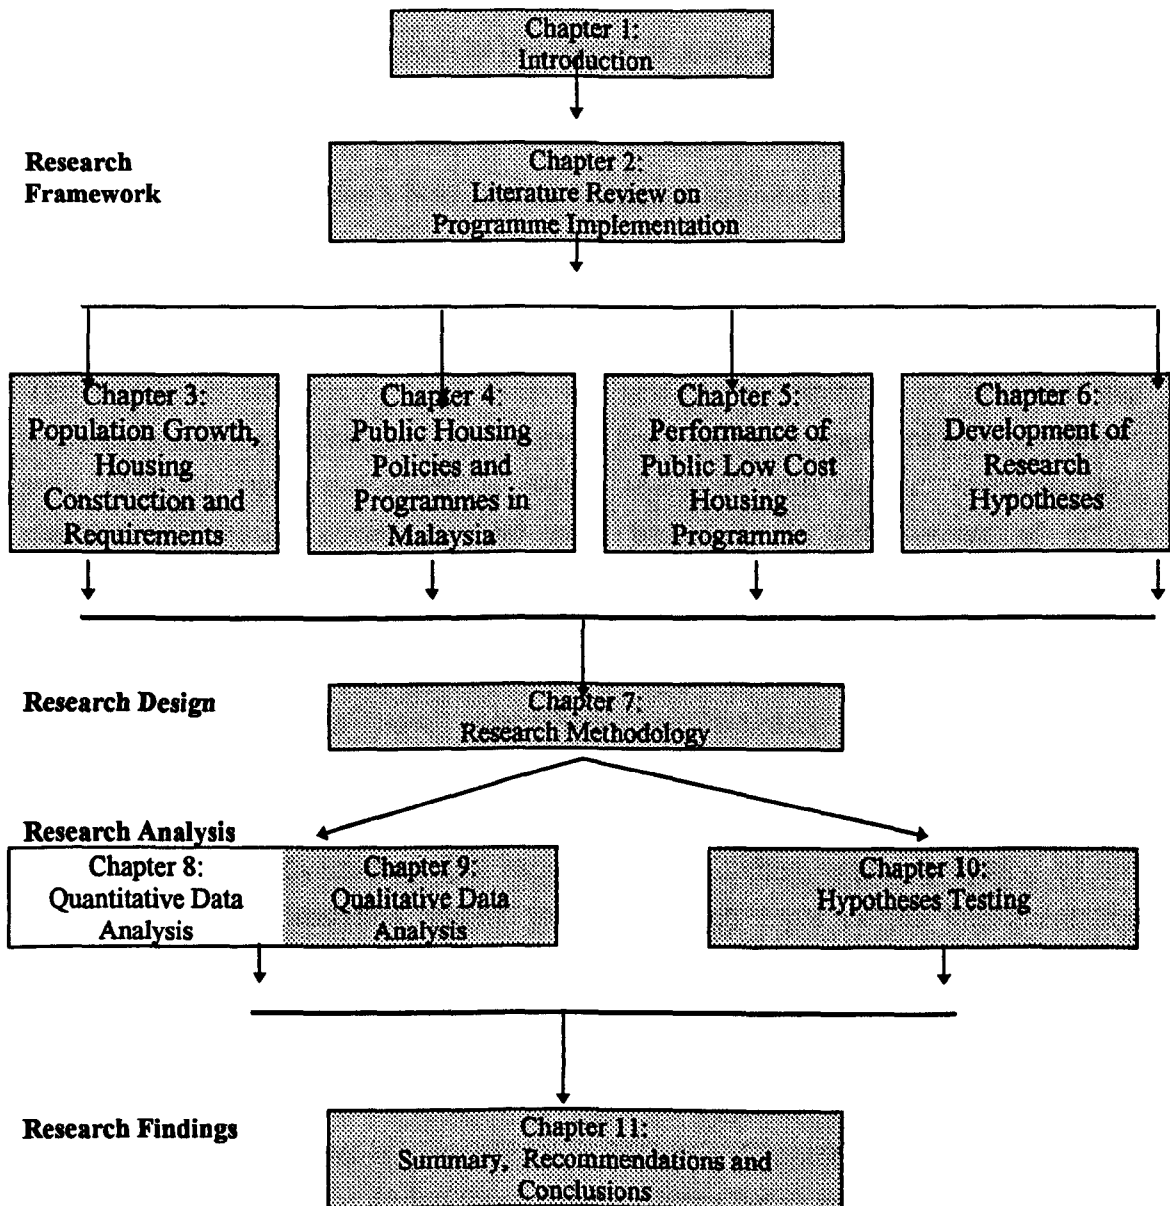 Chapter 1:
Introduction
Research
Framework
Chapter 2:
Literature Review on
Programme Implementation
Chapter 3:
Population Growth,
Housing
Construction and
Requirements
Chapter 4:
Public Housing
Policies and
Programmes in
Malaysia
Chapter 5:
Performance of
Public Low Cost
Housing
Programme
Chapter 6:
Development of
Research
Hypotheses
Research Design
Chapter 7:
Research Methodology
Research Analysis
Chapter 8:
Quantitative Data
Analysis
Chapter 9:
Qualitative Data
Analysis
Chapter 10:
Hypotheses Testing
Research Findings
Chapter 11:
Summary, Recommendations and
Conclusions